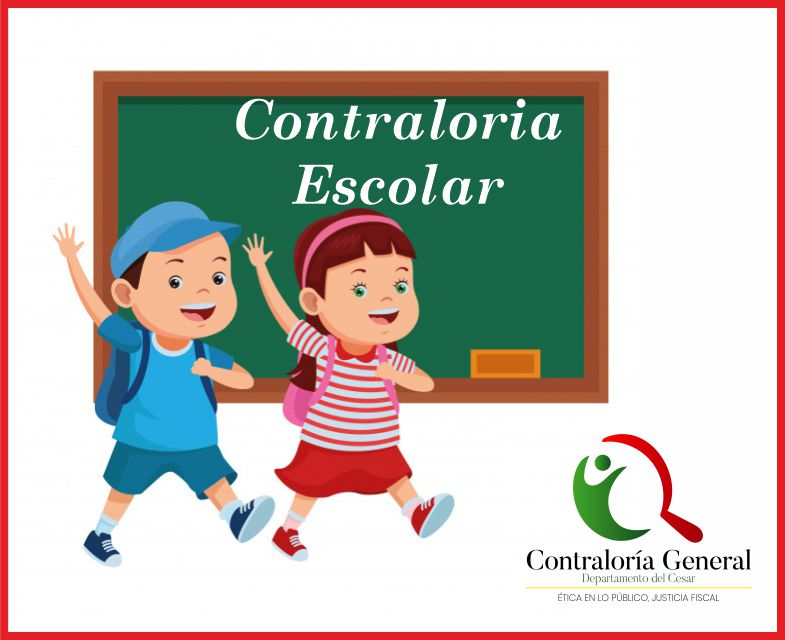 Contraloria
Escolar
Contraloría General
Departamento del Cesar
ÉTICA EN LO PÚBLICO, JUSTICIA FISCAL